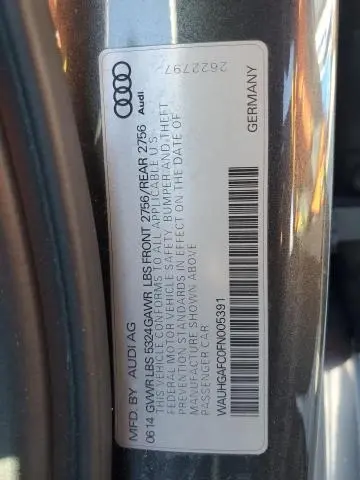 MFD. BY AUDI AG
0614 GVWR LBS 5324 GAWR LBS FRONT 2756/REAR 2756
THIS VEHICLE CONFORMS TO ALL APPLICABLE U.S.
FEDERAL MOTOR VEHICLE SAFETY, BUMPER AND THEFT
PREVENTION STANDARDS IN EFFECT ON THE DATE OF
MANUFACTURE SHOWN ABOVE
PASSENGER CAR
WAUHGAFC0FN005391
GERMANY
Audi
2622797-